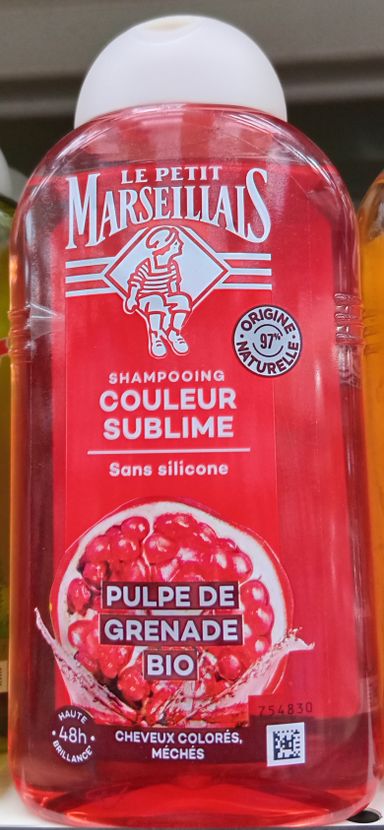 LE PETIT
MARSEILLAIS
ORIGINE
97%
NATURELLE
SHAMPOOING
COULEUR
SUBLIME
Sans silicone
PULPE DE
GRENADE
BIO
754830
HAUTE
48h
BRILLANCE*
CHEVEUX COLORÉS,
MÉCHÉS